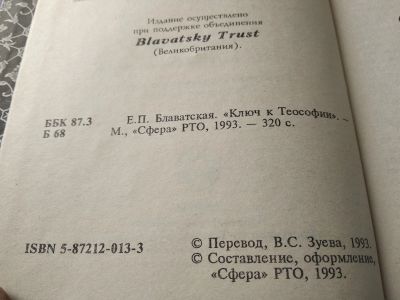 Издание осуществлено
при поддержке объединения
Blavatsky Trust
(Великобритания).
ББК 87.3
Б 68
Е.П. Блаватская. «Ключ к Теософии». –
М., «Сфера» РТО, 1993. — 320 с.
ISBN 5-87212-013-3
© Перевод, В.С. Зуева, 1993.
© Составление, оформление,
«Сфера» РТО, 1993.